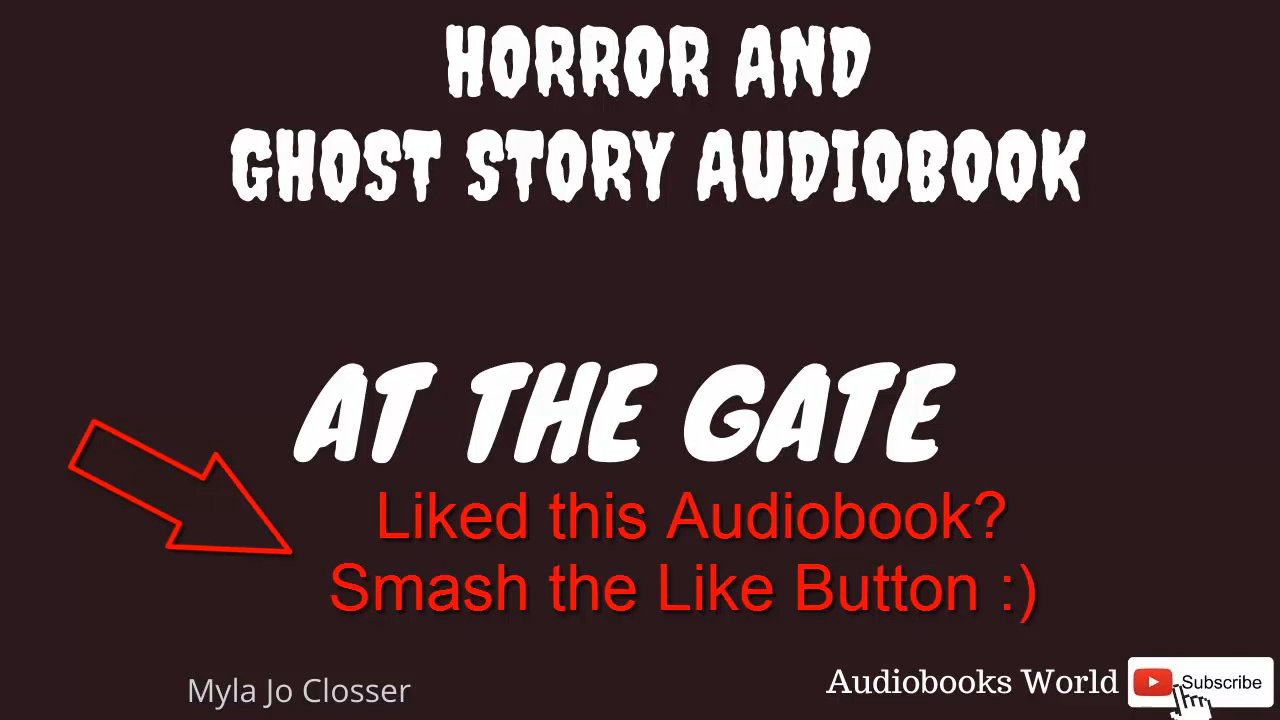 HORROR AND
GHOST STORY AUDIOBOOK
AT THE GATE
Liked this Audiobook?
Smash the Like Button :)
Myla Jo Closser
Audiobooks World
Subscribe